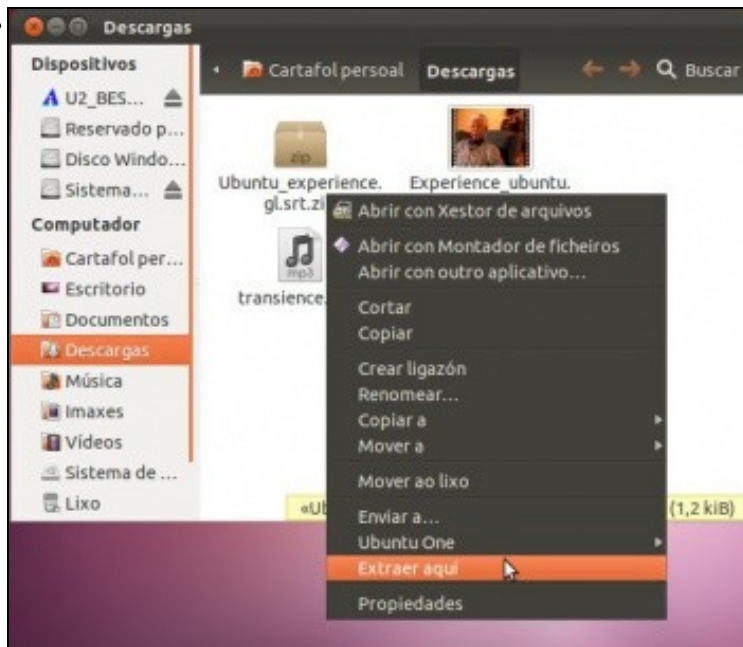 Descargas
Dispositivos
U2_BES...
Reservado p...
Disco Windo...
Sistema...
Computador
Cartafol per...
Escritorio
Documentos
Descargas
Música
Imaxes
Vídeos
Sistema de ...
Lixo
Cartafol persoal Descargas Buscar
zip
Ubuntu_experience.
gl.srt.zi
Experience_ubuntu.
mp3
transience.
Abrir con Xestor de arquivos
Abrir con Montador de ficheiros
Abrir con outro aplicativo...
Cortar
Copiar
Crear ligazón
Renomear...
Copiar a
Mover a
Mover ao lixo
Enviar a...
Ubuntu One
Extraer aquí
Propiedades
«Ub (1,2 kiB)